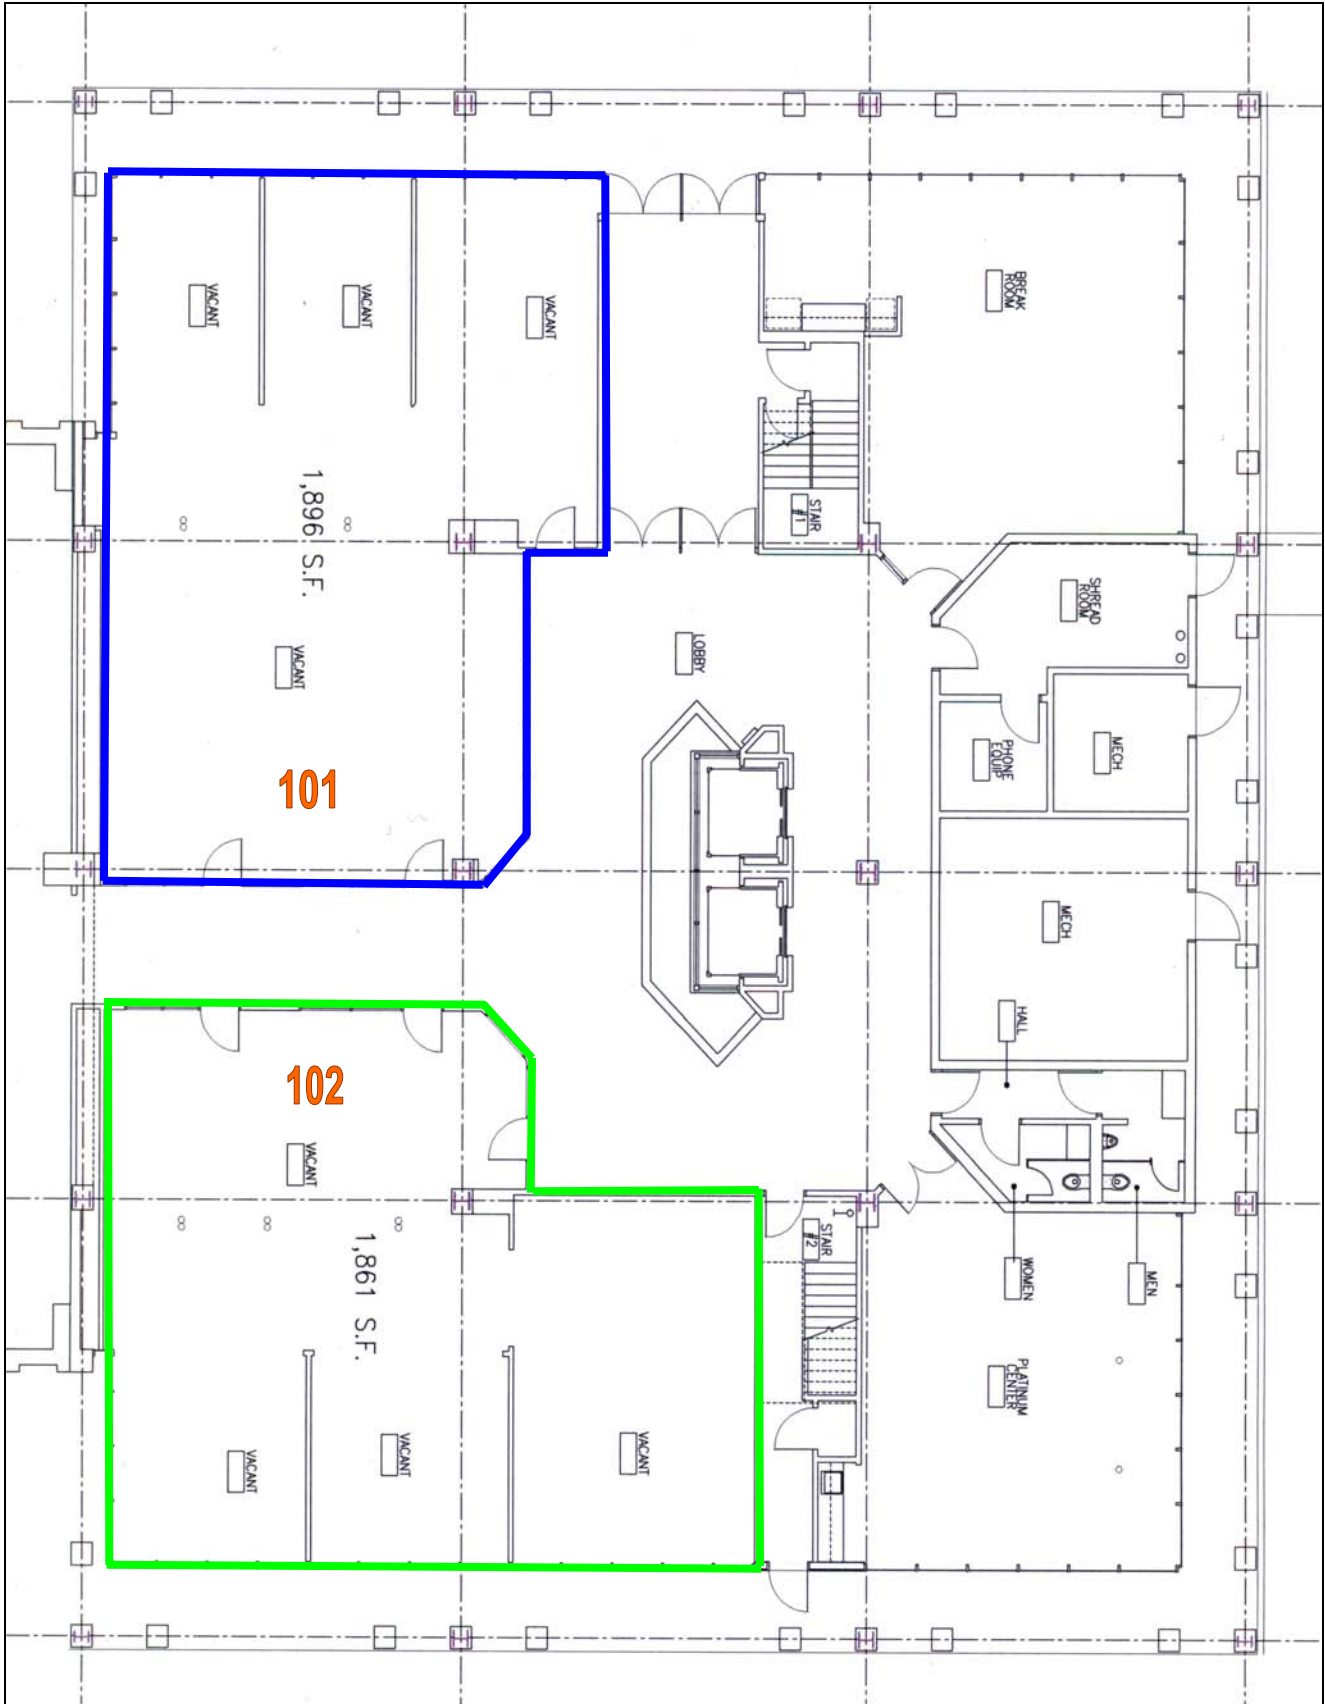 VACANT
VACANT
VACANT
BREAK
ROOM
1,896 S.F.
STAIR
#1
SHREAD
ROOM
VACANT
LOBBY
PHONE
EQUIP
MECH
101
MECH
HALL
102
VACANT
STAIR
#2
1,861 S.F.
WOMEN
MEN
PLATINUM
CENTER
VACANT
VACANT
VACANT